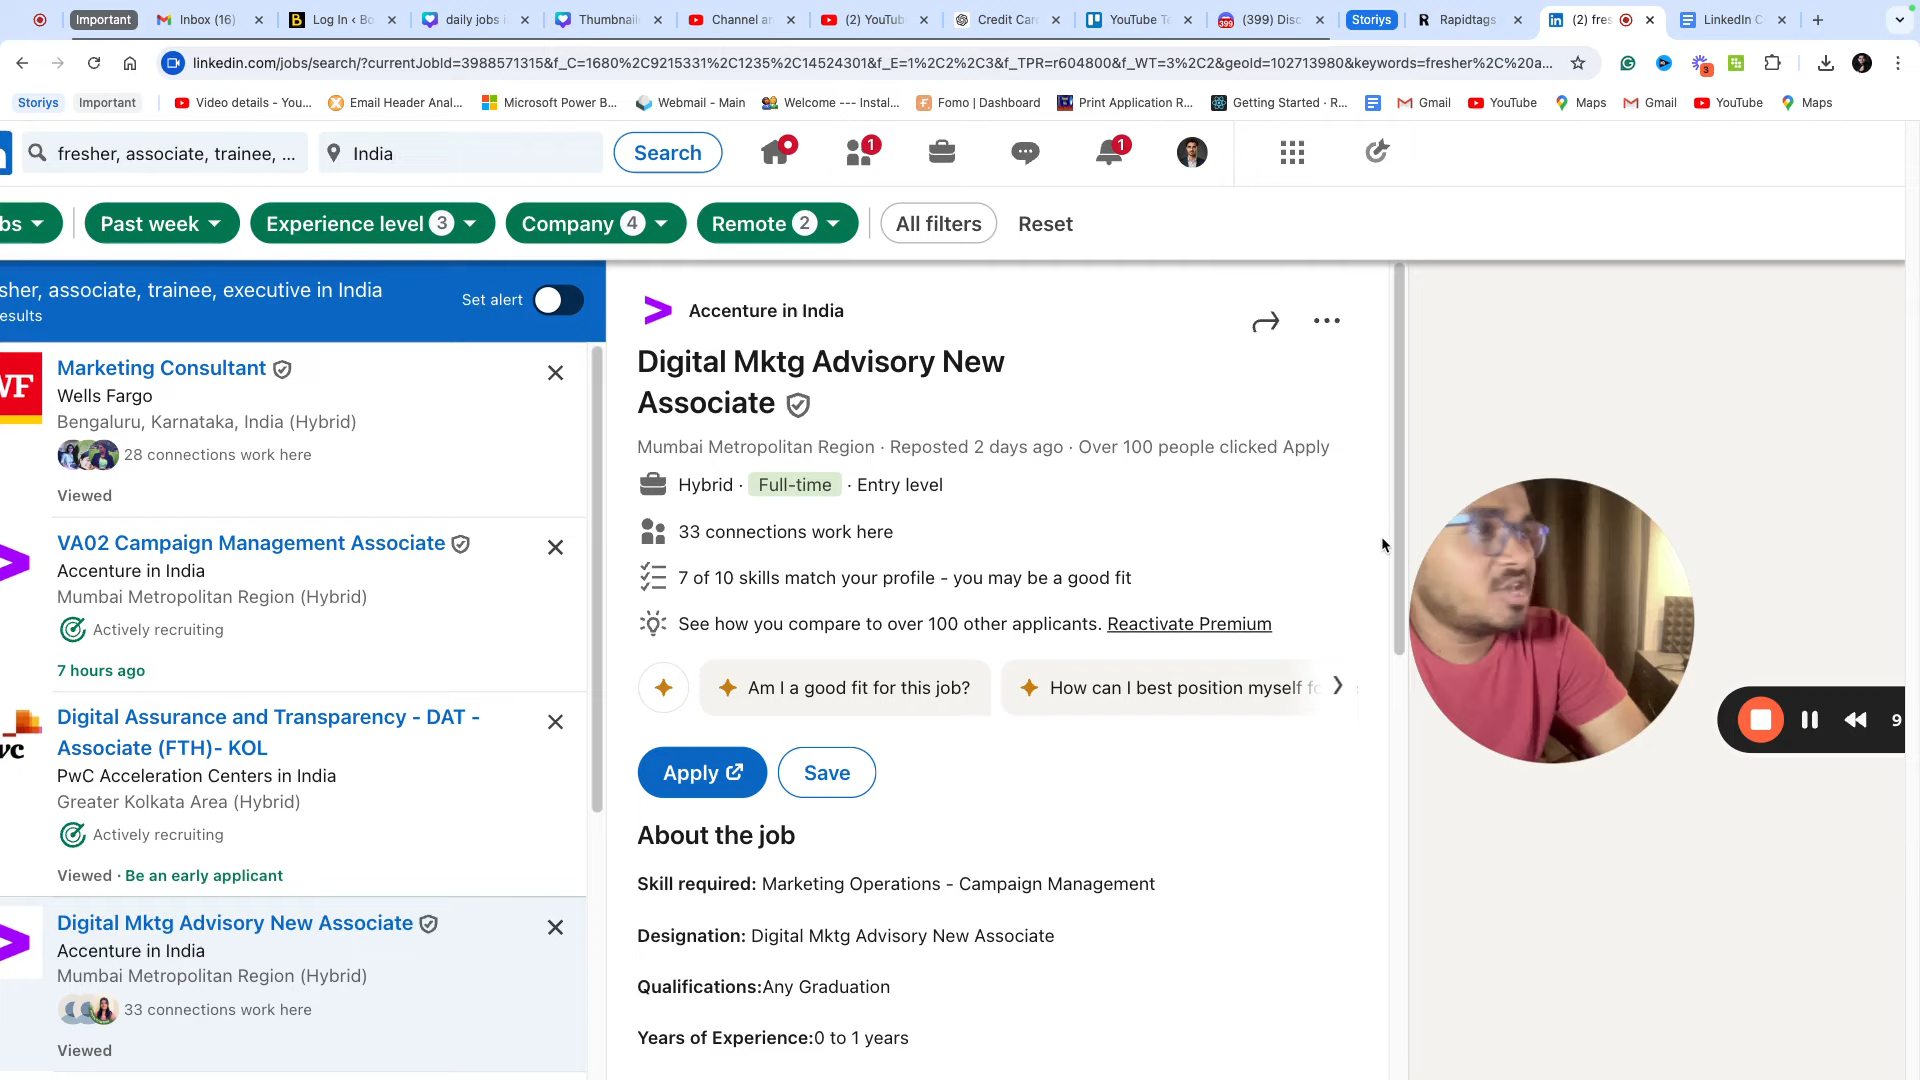 Important
Inbox (16)
Log In ‹ Bo
daily jobs i
Thumbnail
Channel an
(2) YouTub
Credit Car
YouTube Te
(399) Disc
Storiys
Rapidtags
(2) fres
LinkedIn C
linkedin.com/jobs/search/?currentJobId=3988571315&f_C=1680%2C9215331%2C1235%2C14524301&f_E=1%2C2%2C3&f_TPR=r604800&f_WT=3%2C2&geoId=102713980&keywords=fresher%2C%20a...
3
Storiys
Important
Video details - You...
Email Header Anal...
Microsoft Power B...
Webmail - Main
Welcome --- Instal...
Fomo | Dashboard
Print Application R...
Getting Started · R...
Gmail
YouTube
Maps
Gmail
YouTube
Maps
fresher, associate, trainee, ...
India
Search
1
1
bs
Past week
Experience level 3
Company 4
Remote 2
All filters
Reset
sher, associate, trainee, executive in India
esults
Set alert
WF
Marketing Consultant
Wells Fargo
Bengaluru, Karnataka, India (Hybrid)
28 connections work here
Viewed
VA02 Campaign Management Associate
Accenture in India
Mumbai Metropolitan Region (Hybrid)
Actively recruiting
7 hours ago
wc
Digital Assurance and Transparency - DAT -
Associate (FTH)- KOL
PwC Acceleration Centers in India
Greater Kolkata Area (Hybrid)
Actively recruiting
Viewed · Be an early applicant
Digital Mktg Advisory New Associate
Accenture in India
Mumbai Metropolitan Region (Hybrid)
33 connections work here
Viewed
Accenture in India
Digital Mktg Advisory New
Associate
Mumbai Metropolitan Region · Reposted 2 days ago · Over 100 people clicked Apply
Hybrid · Full-time · Entry level
33 connections work here
7 of 10 skills match your profile - you may be a good fit
See how you compare to over 100 other applicants. Reactivate Premium
Am I a good fit for this job?
How can I best position myself fo
Apply
Save
About the job
Skill required: Marketing Operations - Campaign Management
Designation: Digital Mktg Advisory New Associate
Qualifications:Any Graduation
Years of Experience:0 to 1 years
9